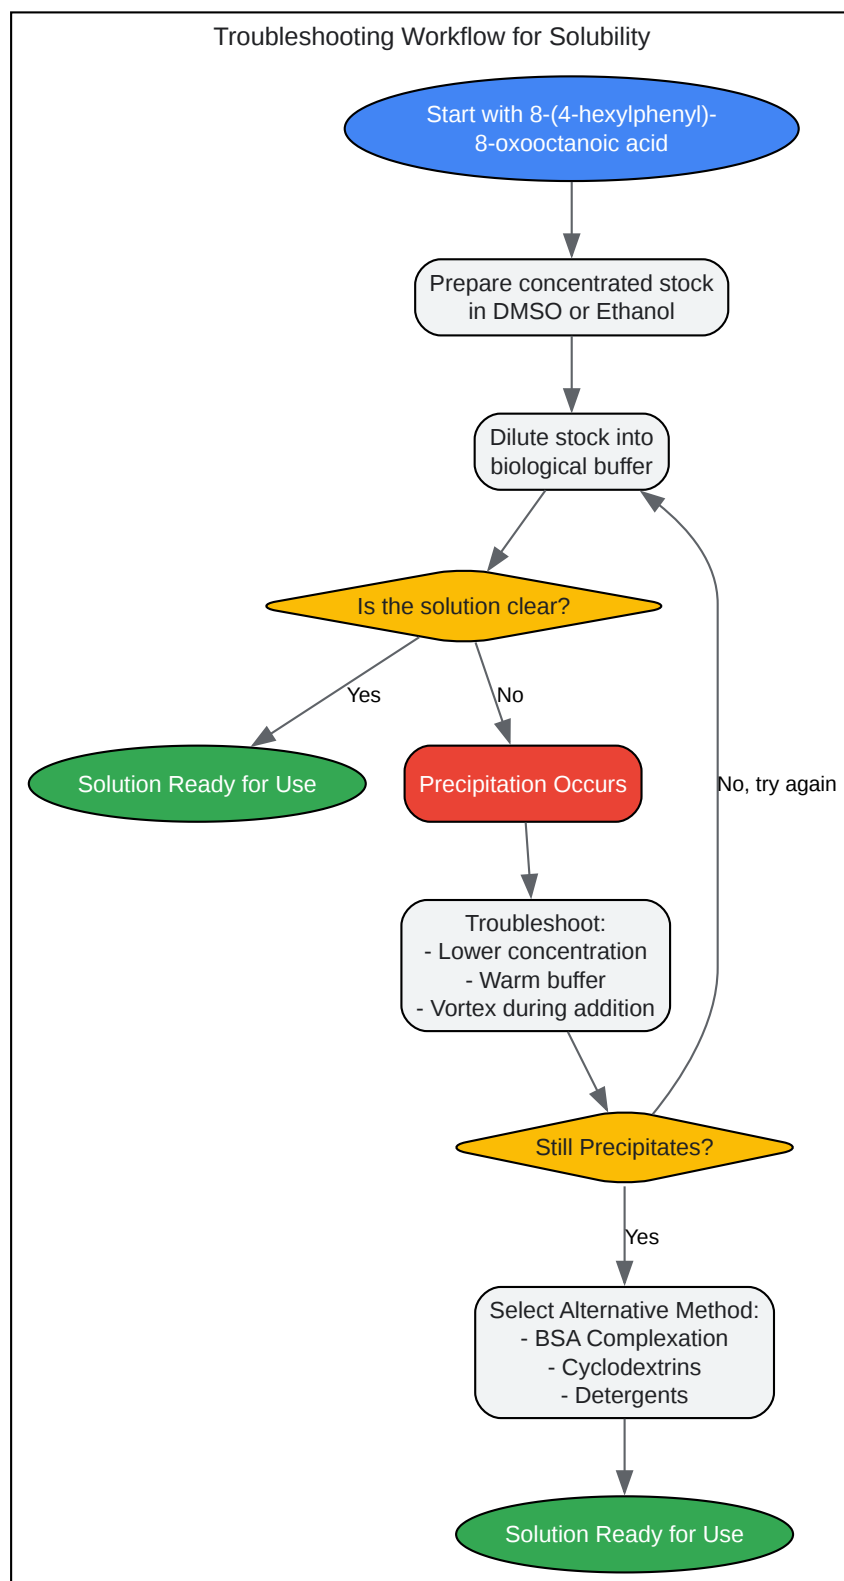 Troubleshooting Workflow for Solubility
Start with 8-(4-hexylphenyl)-
8-oxooctanoic acid
Prepare concentrated stock
in DMSO or Ethanol
Dilute stock into
biological buffer
Is the solution clear?
Yes
No
Solution Ready for Use
Precipitation Occurs
No, try again
Troubleshoot:
- Lower concentration
- Warm buffer
- Vortex during addition
Still Precipitates?
Yes
Select Alternative Method:
- BSA Complexation
- Cyclodextrins
- Detergents
Solution Ready for Use